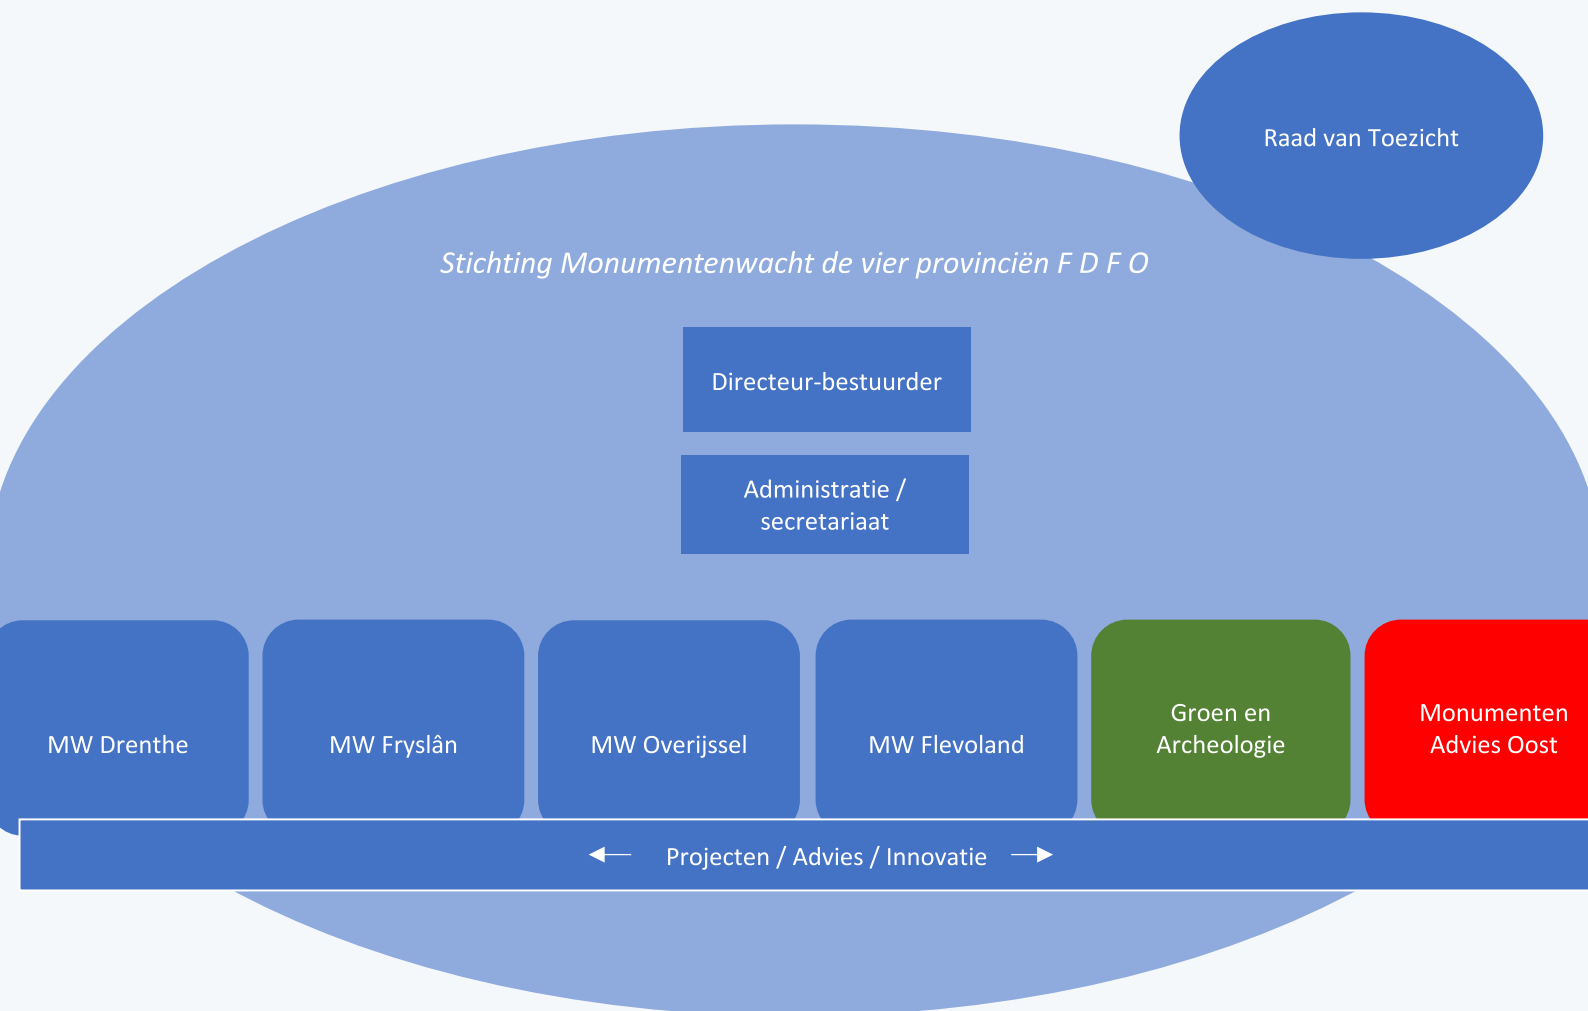 Raad van Toezicht
Stichting Monumentenwacht de vier provinciën F D F O
Directeur-bestuurder
Administratie /
secretariaat
MW Drenthe
MW Fryslân
MW Overijssel
MW Flevoland
Groen en
Archeologie
Monumenten
Advies Oost
Projecten / Advies / Innovatie